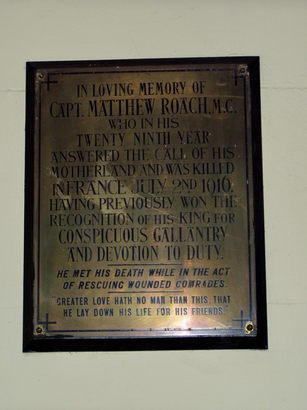 IN LOVING MEMORY OF
CAPT. MATTHEW ROACH, M.C.
WHO IN HIS
TWENTY NINTH YEAR
ANSWERED THE CALL OF HIS
MOTHERLAND AND WAS KILLED
IN FRANCE JULY 2ND 1916,
HAVING PREVIOUSLY WON THE
RECOGNITION OF HIS KING FOR
CONSPICUOUS GALLANTRY
AND DEVOTION TO DUTY.
HE MET HIS DEATH WHILE IN THE ACT
OF RESCUING WOUNDED COMRADES.
"GREATER LOVE HATH NO MAN THAN THIS, THAT
HE LAY DOWN HIS LIFE FOR HIS FRIENDS."